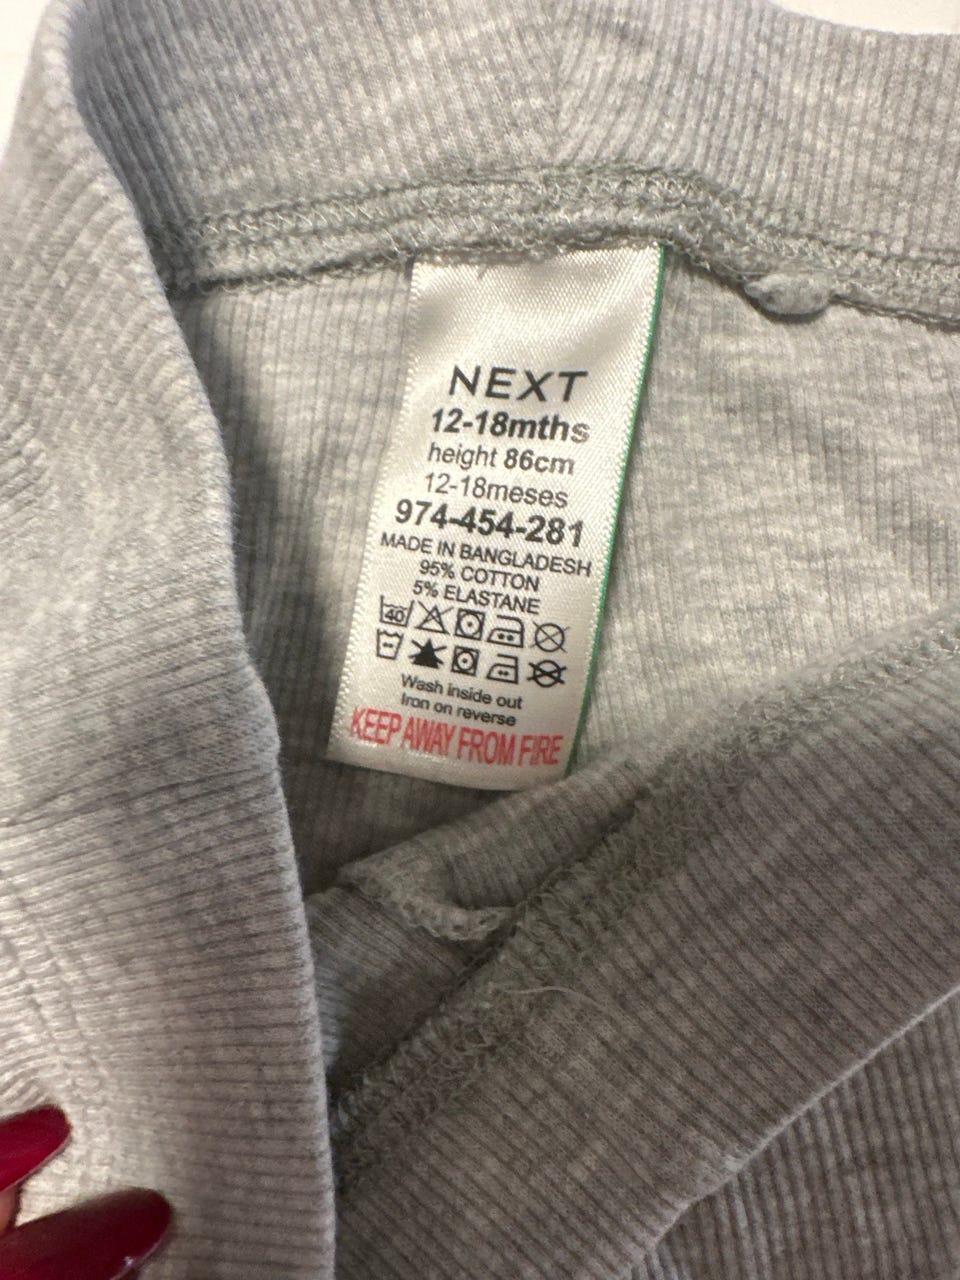 NEXT
12-18mths
height 86cm
12-18meses
974-454-281
MADE IN BANGLADESH
95% COTTON
5% ELASTANE
40
Wash inside out
Iron on reverse
KEEP AWAY FROM FIRE